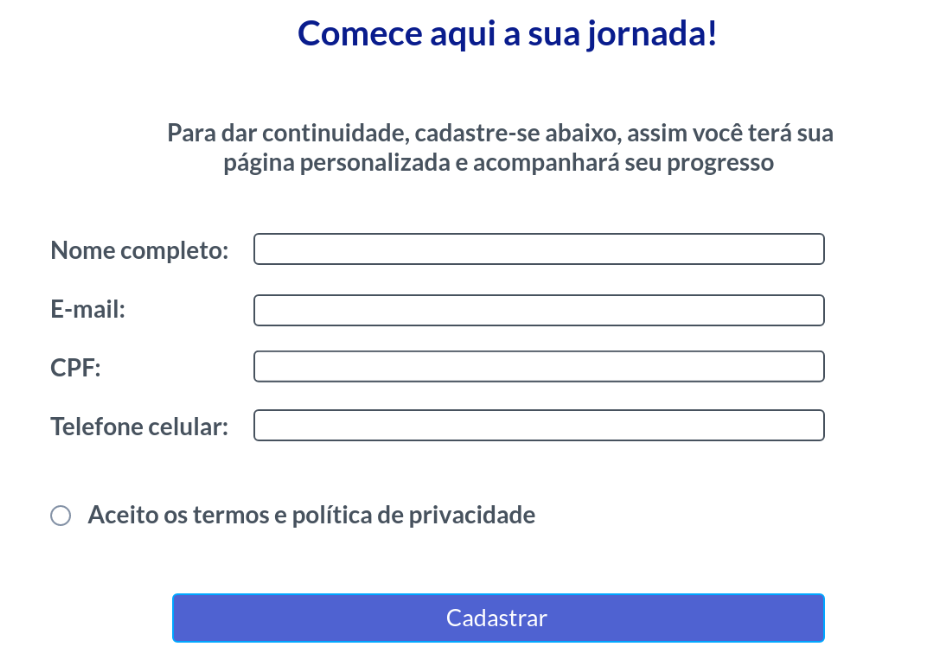 Comece aqui a sua jornada!
Para dar continuidade, cadastre-se abaixo, assim você terá sua
página personalizada e acompanhará seu progresso
Nome completo:
E-mail:
CPF:
Telefone celular:
Aceito os termos e política de privacidade
Cadastrar